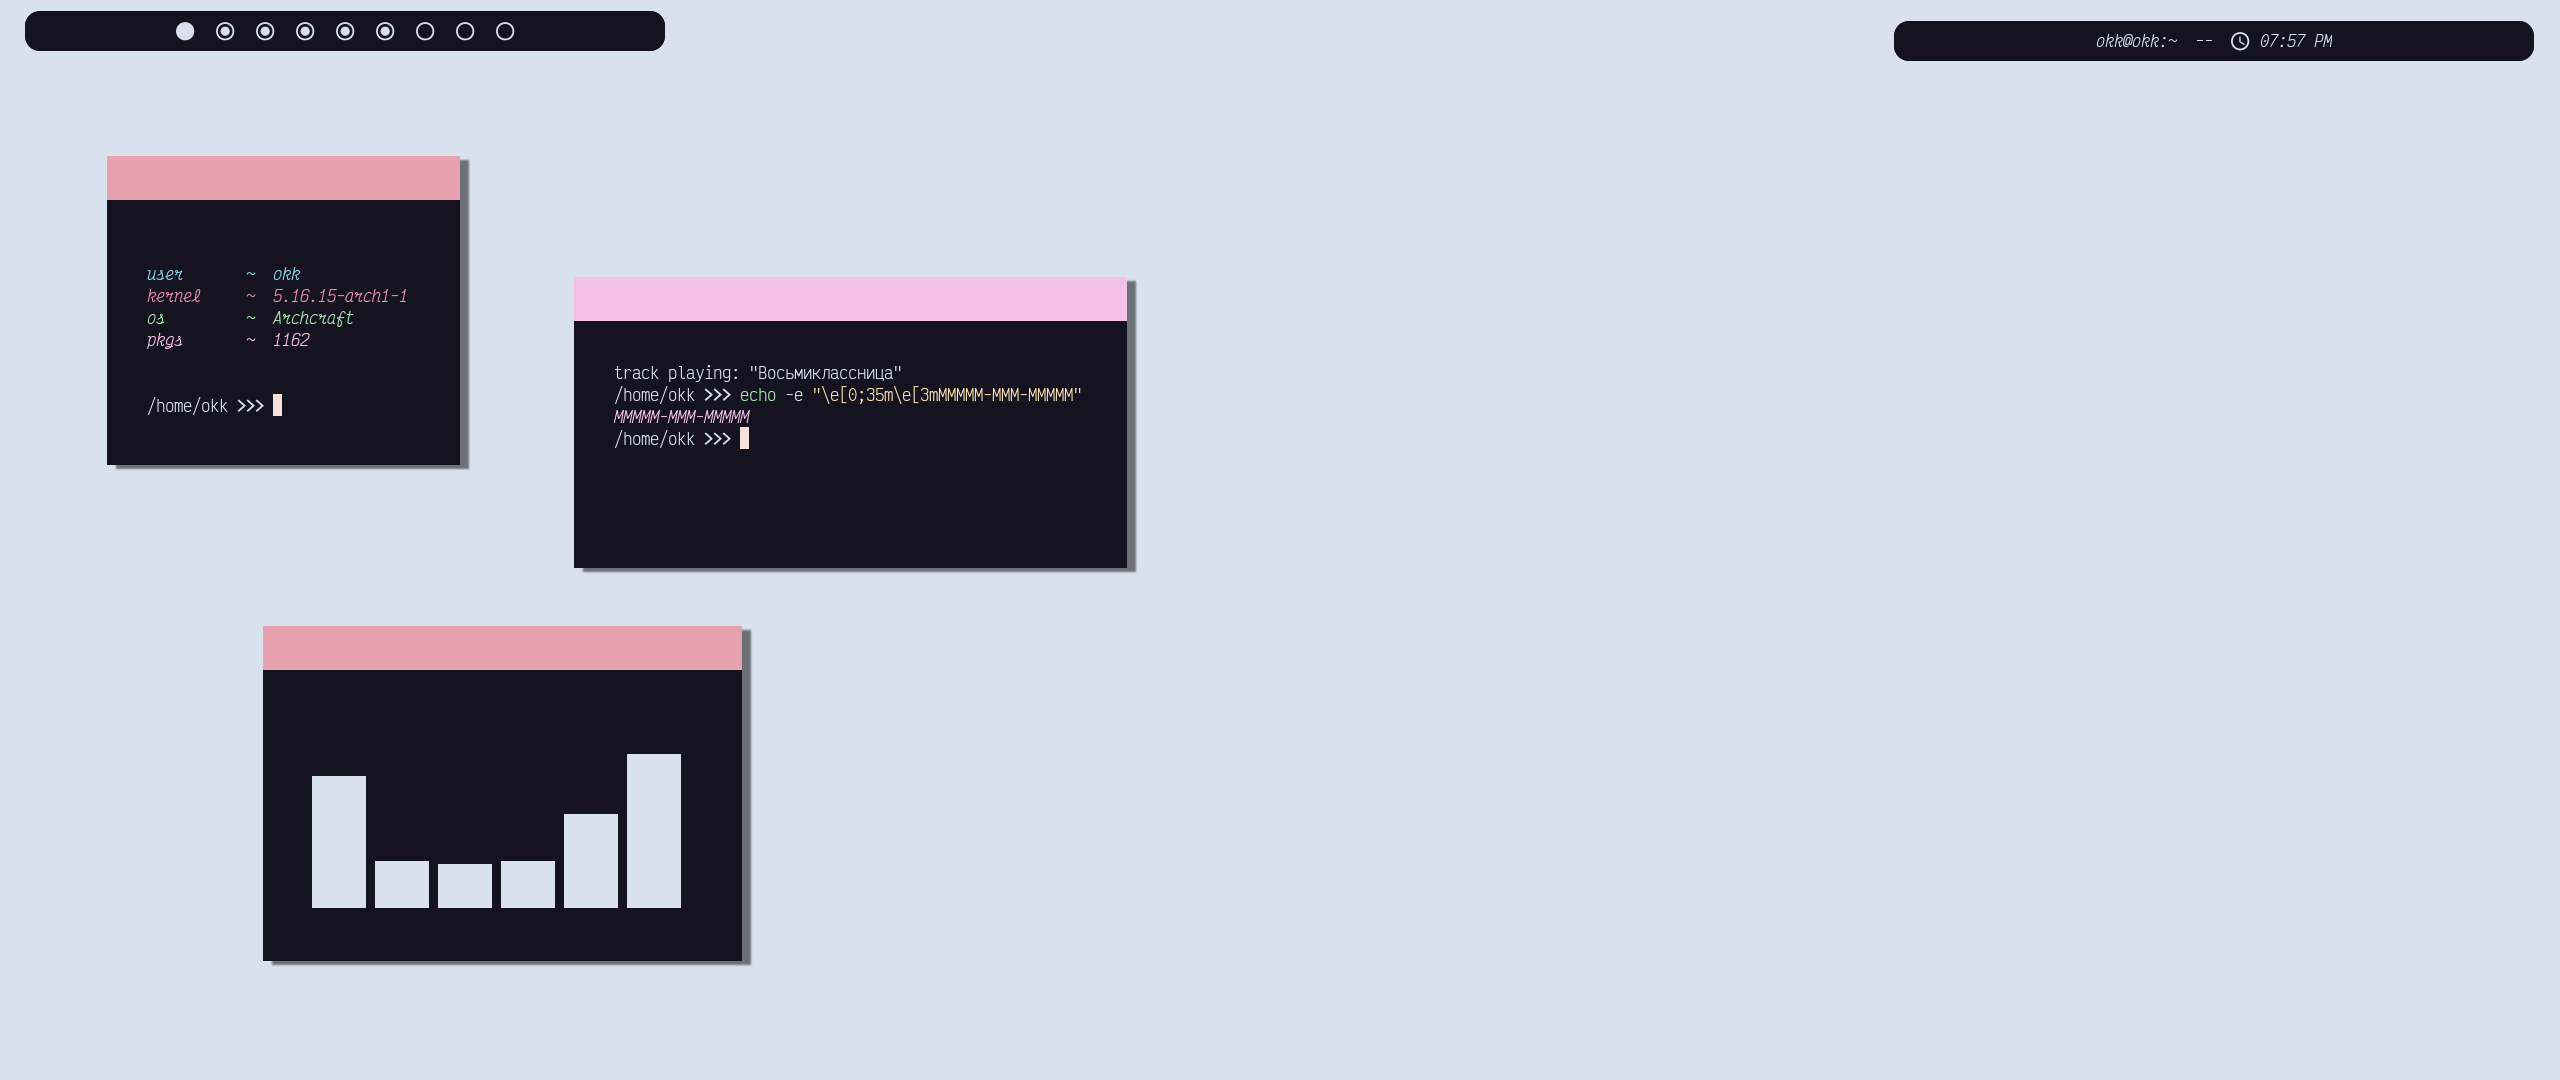 okk@okk:~ -- 07:57 PM
user ~ okk
kernel ~ 5.16.15-arch1-1
os ~ Archcraft
pkgs ~ 1162
/home/okk >>>
track playing: "Восьмиклассница"
/home/okk >>> echo -e "\e[0;35m\e[3mMMMMM-MMM-MMMMM"
MMMMM-MMM-MMMMM
/home/okk >>>